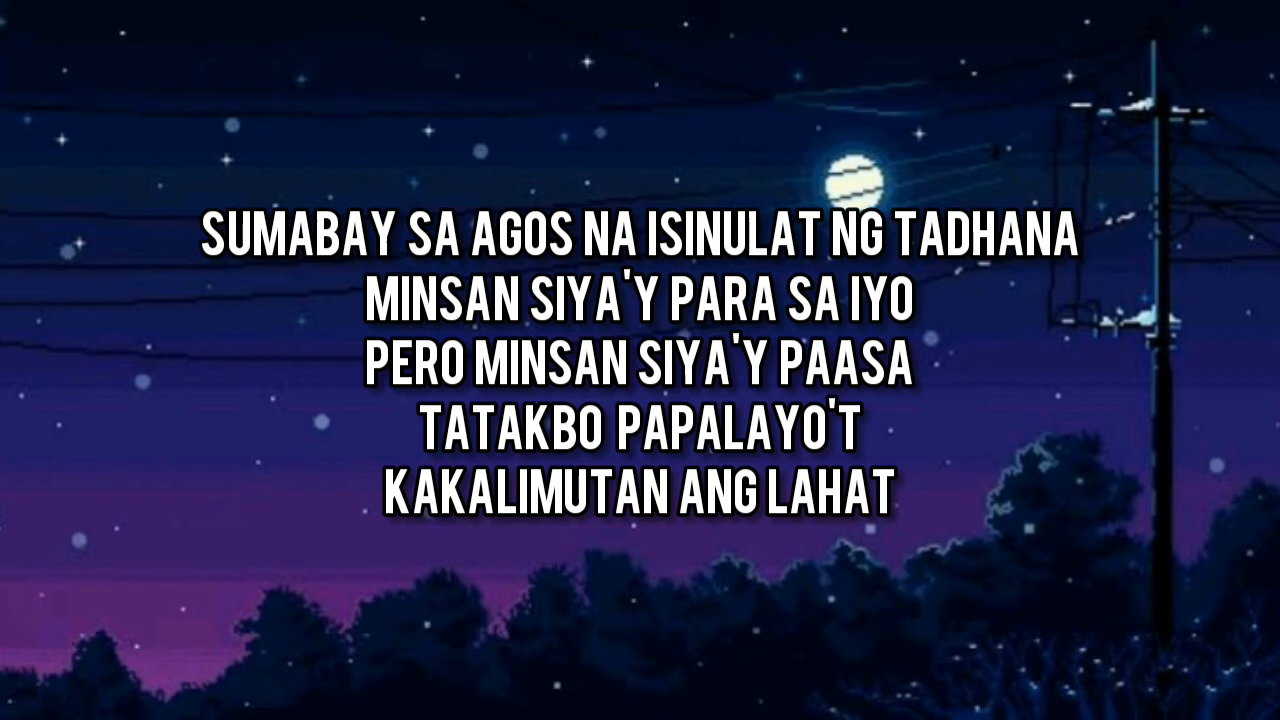 SUMABAY SA AGOS NA ISINULAT NG TADHANA
MINSAN SIYA'Y PARA SA IYO
PERO MINSAN SIYA'Y PAASA
TATAKBO PAPALAYO'T
KAKALIMUTAN ANG LAHAT